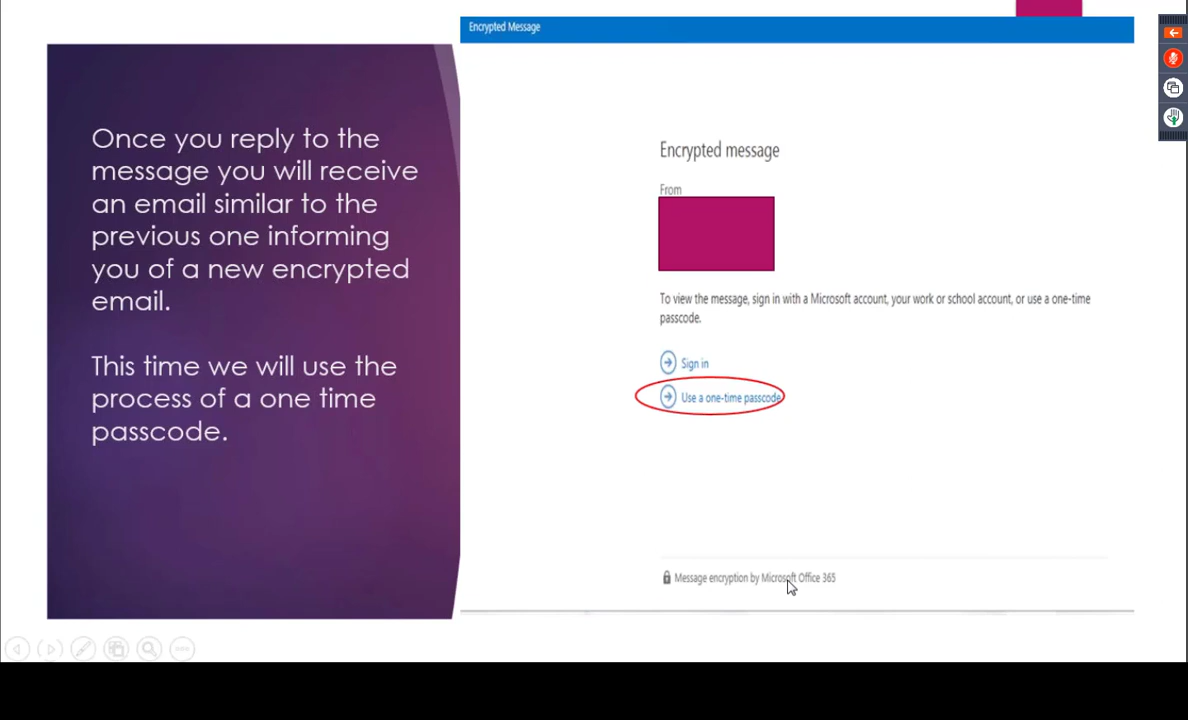 Encrypted Message
Once you reply to the
message you will receive
an email similar to the
previous one informing
you of a new encrypted
email.
This time we will use the
process of a one time
passcode.
Encrypted message
From
To view the message, sign in with a Microsoft account, your work or school account, or use a one-time
passcode.
Sign in
Use a one-time passcode
Message encryption by Microsoft Office 365